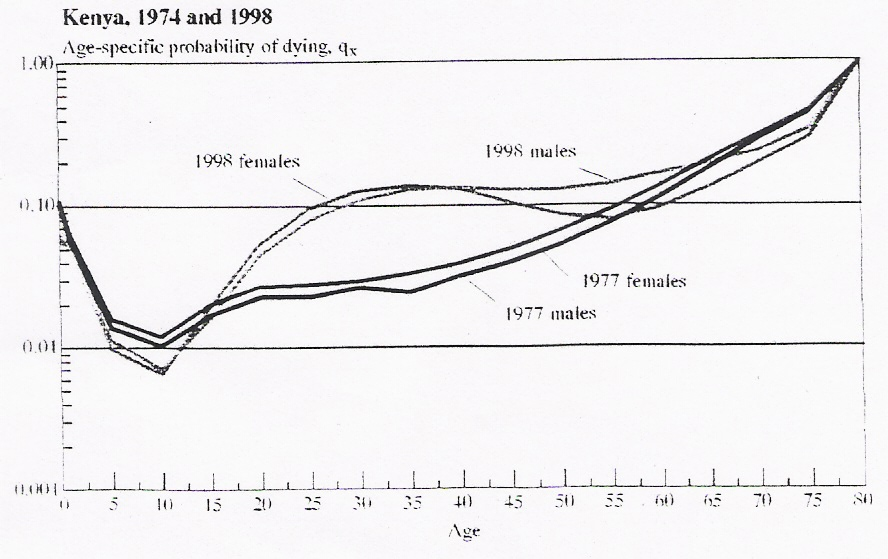 Kenya, 1974 and 1998
Age-specific probability of dying, qx
1.00
1998 females
1998 males
0.10
1977 females
1977 males
0.01
0.001
0 5 10 15 20 25 30 35 40 45 50 55 60 65 70 75 80
Age